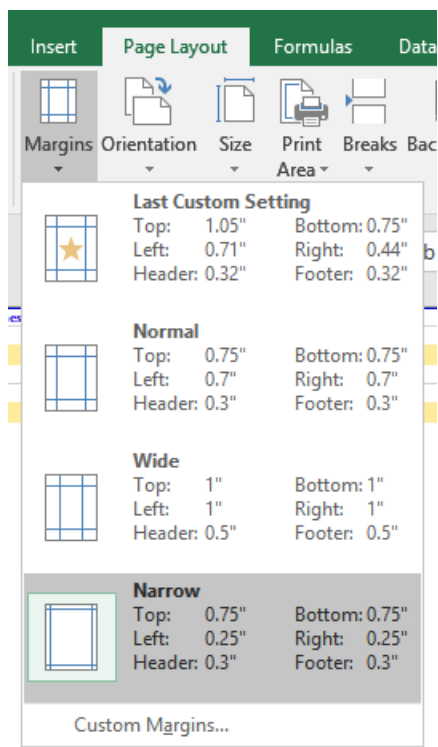 Insert Page Layout Formulas Data
Margins Orientation Size Print Area Breaks
Last Custom Setting
Top: 1.05" Bottom: 0.75"
Left: 0.71" Right: 0.44"
Header: 0.32" Footer: 0.32"
Normal
Top: 0.75" Bottom: 0.75"
Left: 0.7" Right: 0.7"
Header: 0.3" Footer: 0.3"
Wide
Top: 1" Bottom: 1"
Left: 1" Right: 1"
Header: 0.5" Footer: 0.5"
Narrow
Top: 0.75" Bottom: 0.75"
Left: 0.25" Right: 0.25"
Header: 0.3" Footer: 0.3"
Custom Margins...